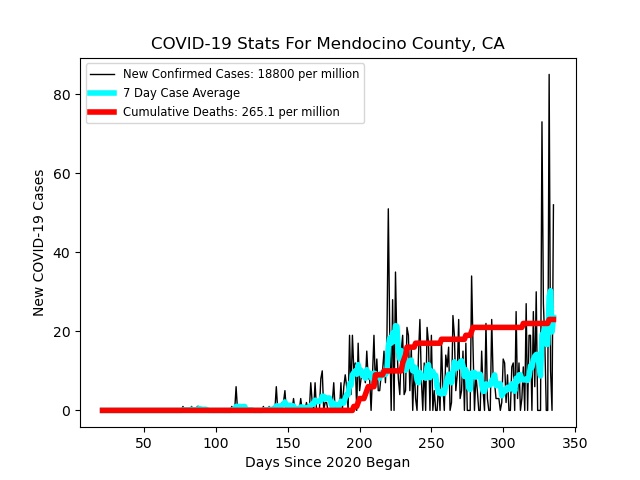 COVID-19 Stats For Mendocino County, CA
New Confirmed Cases: 18800 per million
7 Day Case Average
Cumulative Deaths: 265.1 per million
New COVID-19 Cases
80
60
40
20
0
50 100 150 200 250 300 350
Days Since 2020 Began